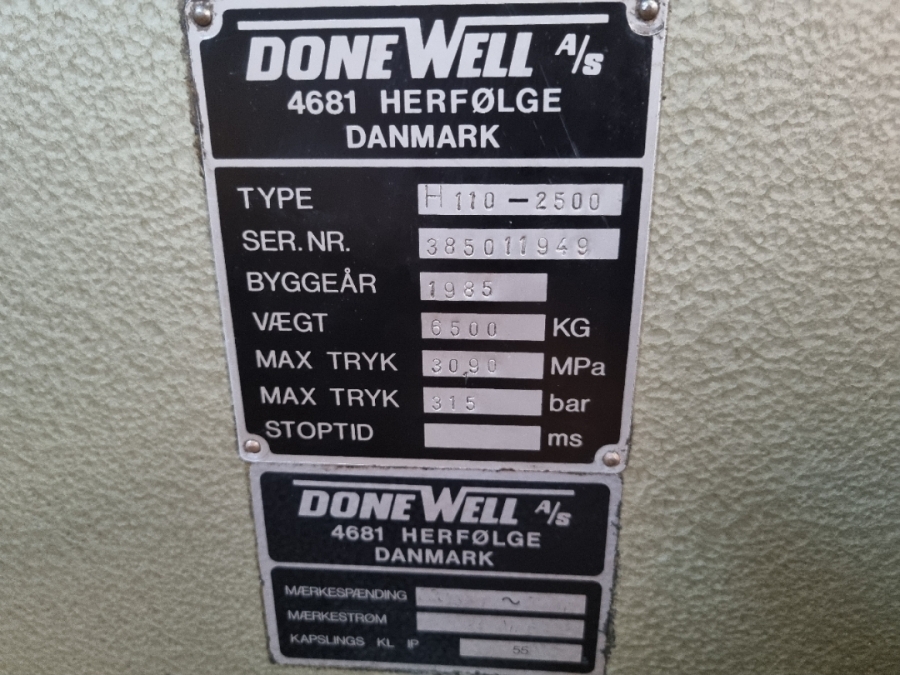 DONEWELL A/S
4681 HERFØLGE
DANMARK
TYPE H 110-2500
SER.NR. 385011949
BYGGEÅR 1985
VÆGT 6500 KG
MAX TRYK 30,90 MPa
MAX TRYK 315 bar
STOPTID ms
DONEWELL A/S
4681 HERFØLGE
DANMARK
MÆRKESPÆNDING ~
MÆRKESTRØM
KAPSLINGS KL IP 55